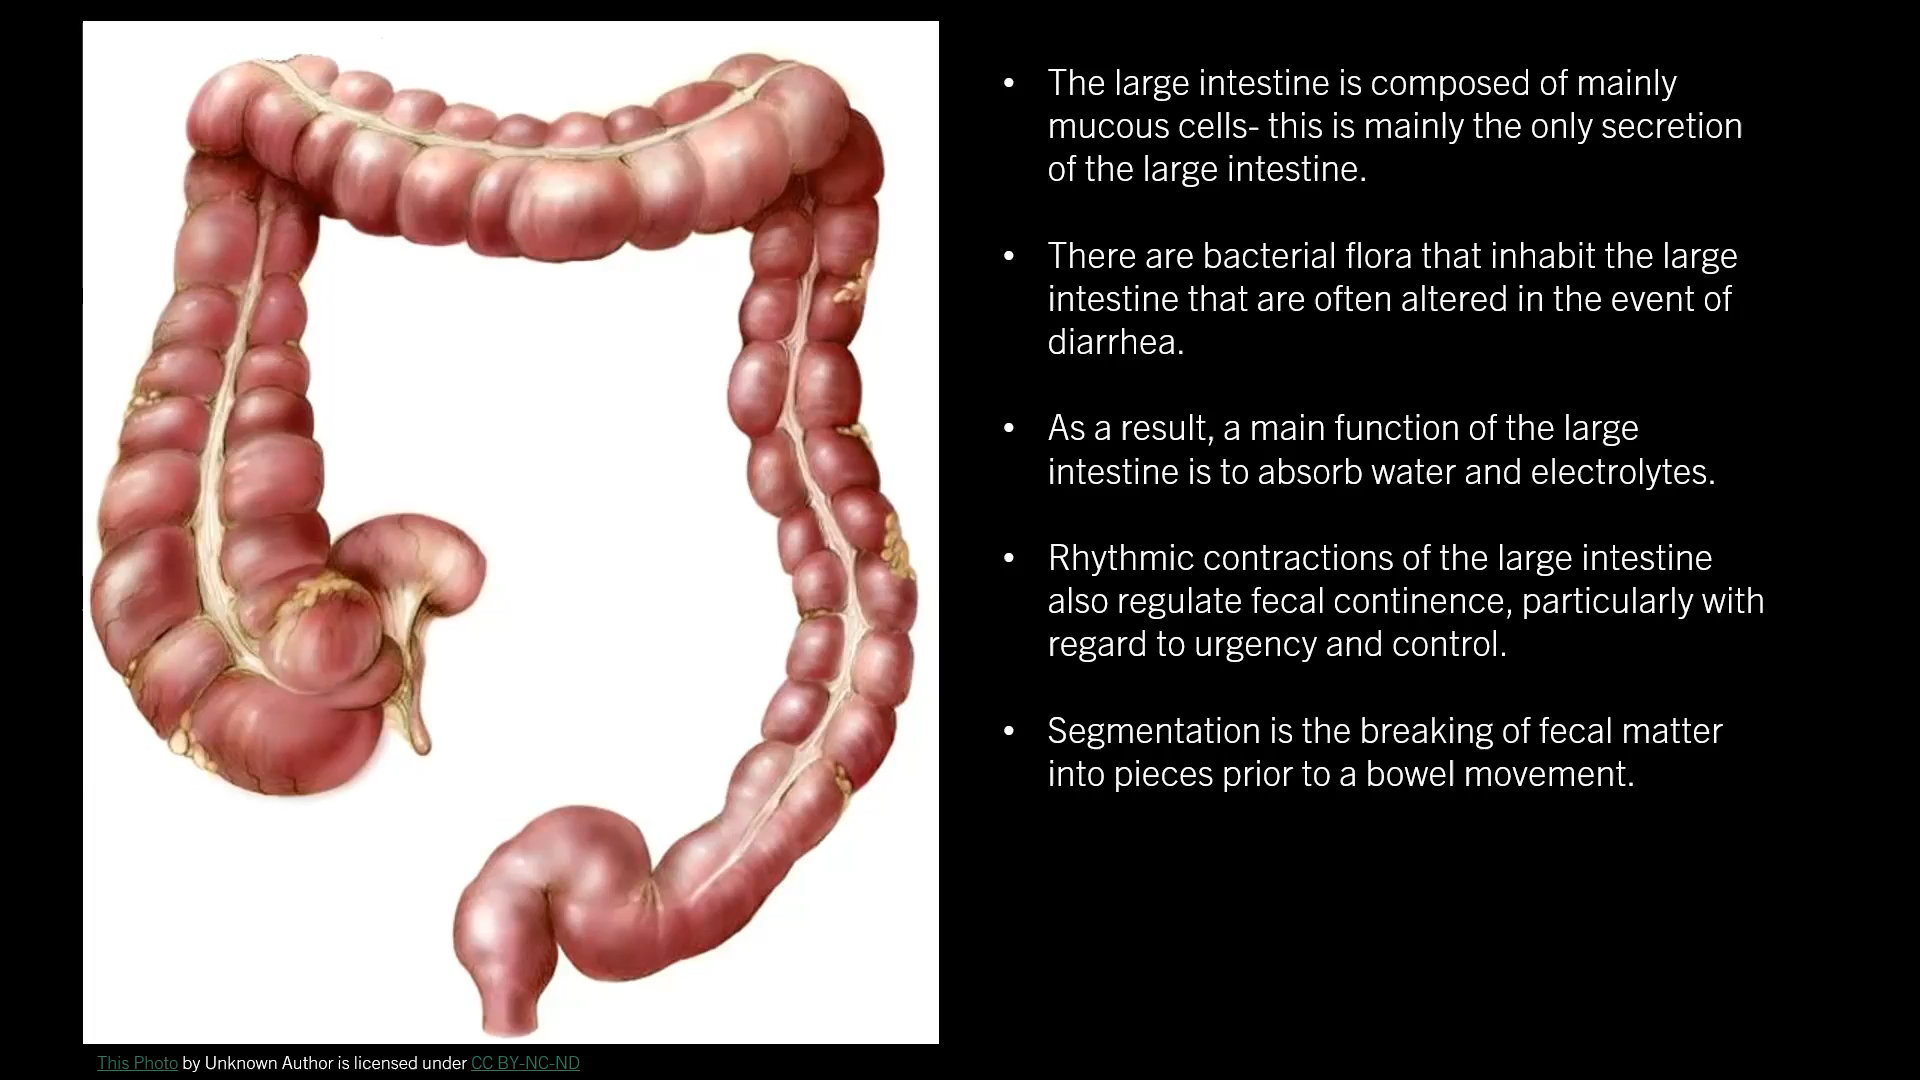 • The large intestine is composed of mainly
mucous cells- this is mainly the only secretion
of the large intestine.
• There are bacterial flora that inhabit the large
intestine that are often altered in the event of
diarrhea.
• As a result, a main function of the large
intestine is to absorb water and electrolytes.
• Rhythmic contractions of the large intestine
also regulate fecal continence, particularly with
regard to urgency and control.
• Segmentation is the breaking of fecal matter
into pieces prior to a bowel movement.
This Photo by Unknown Author is licensed under CC BY-NC-ND